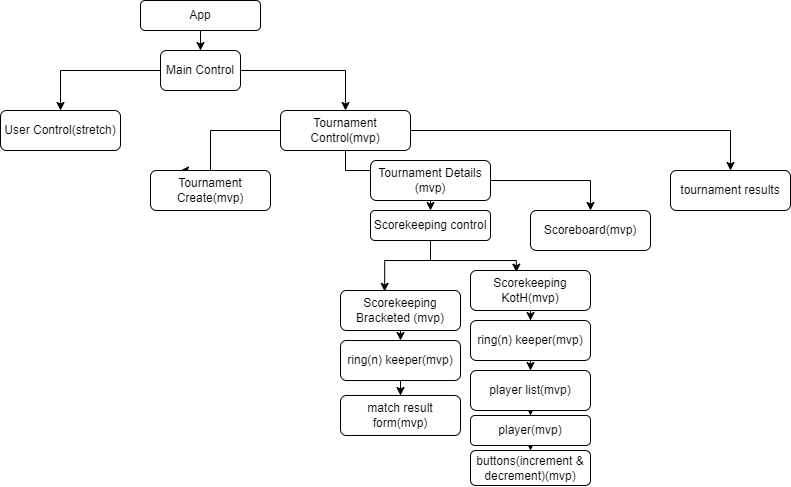 App
Main Control
User Control(stretch)
Tournament
Control(mvp)
Tournament
Create(mvp)
Tournament Details
(mvp)
tournament results
Scorekeeping control
Scoreboard(mvp)
Scorekeeping
Bracketed (mvp)
ring(n) keeper(mvp)
match result
form(mvp)
Scorekeeping
KotH(mvp)
ring(n) keeper(mvp)
player list(mvp)
player(mvp)
buttons(increment &
decrement)(mvp)